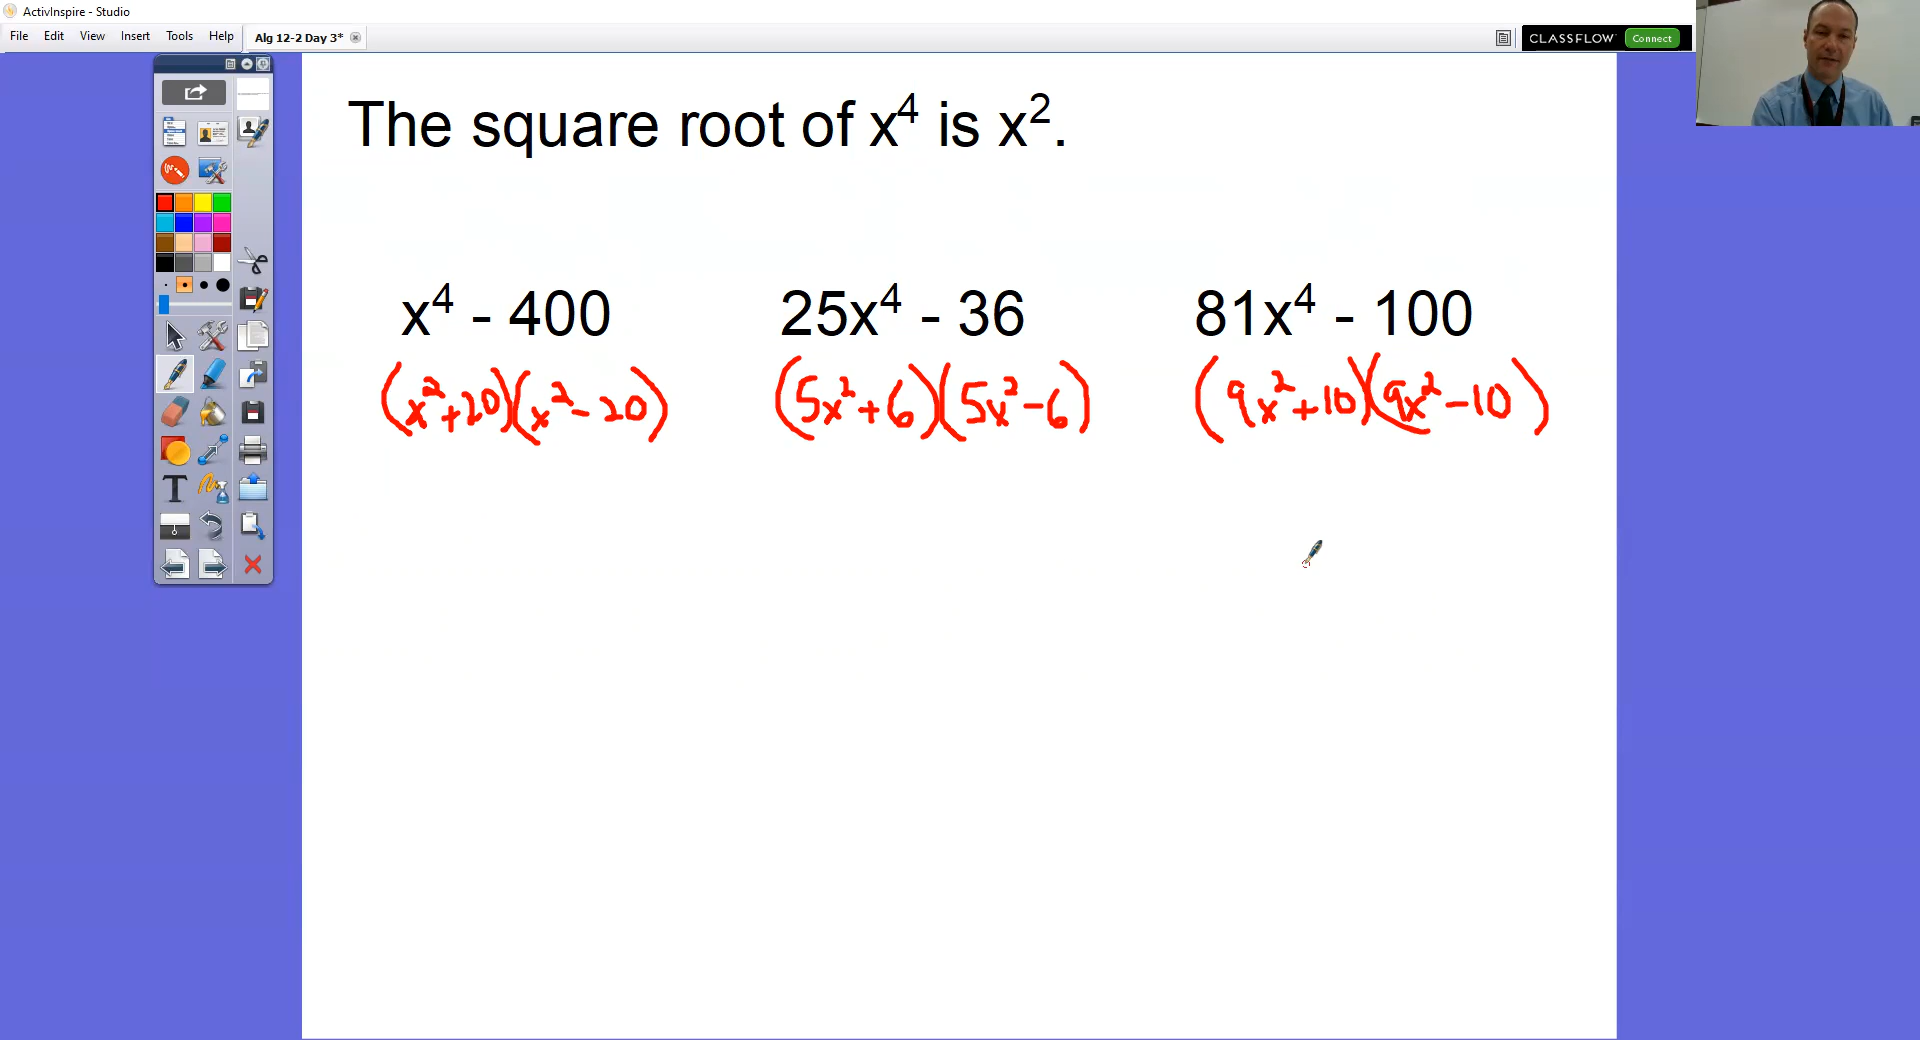 ActivInspire - Studio
File Edit View Insert Tools Help Alg 12-2 Day 3* CLASSFLOW Connect
The square root of x⁴ is x².
x⁴ - 400 25x⁴ - 36 81x⁴ - 100
(x²+20)(x²-20) (5x²+6)(5x²-6) (9x²+10)(9x²-10)
T